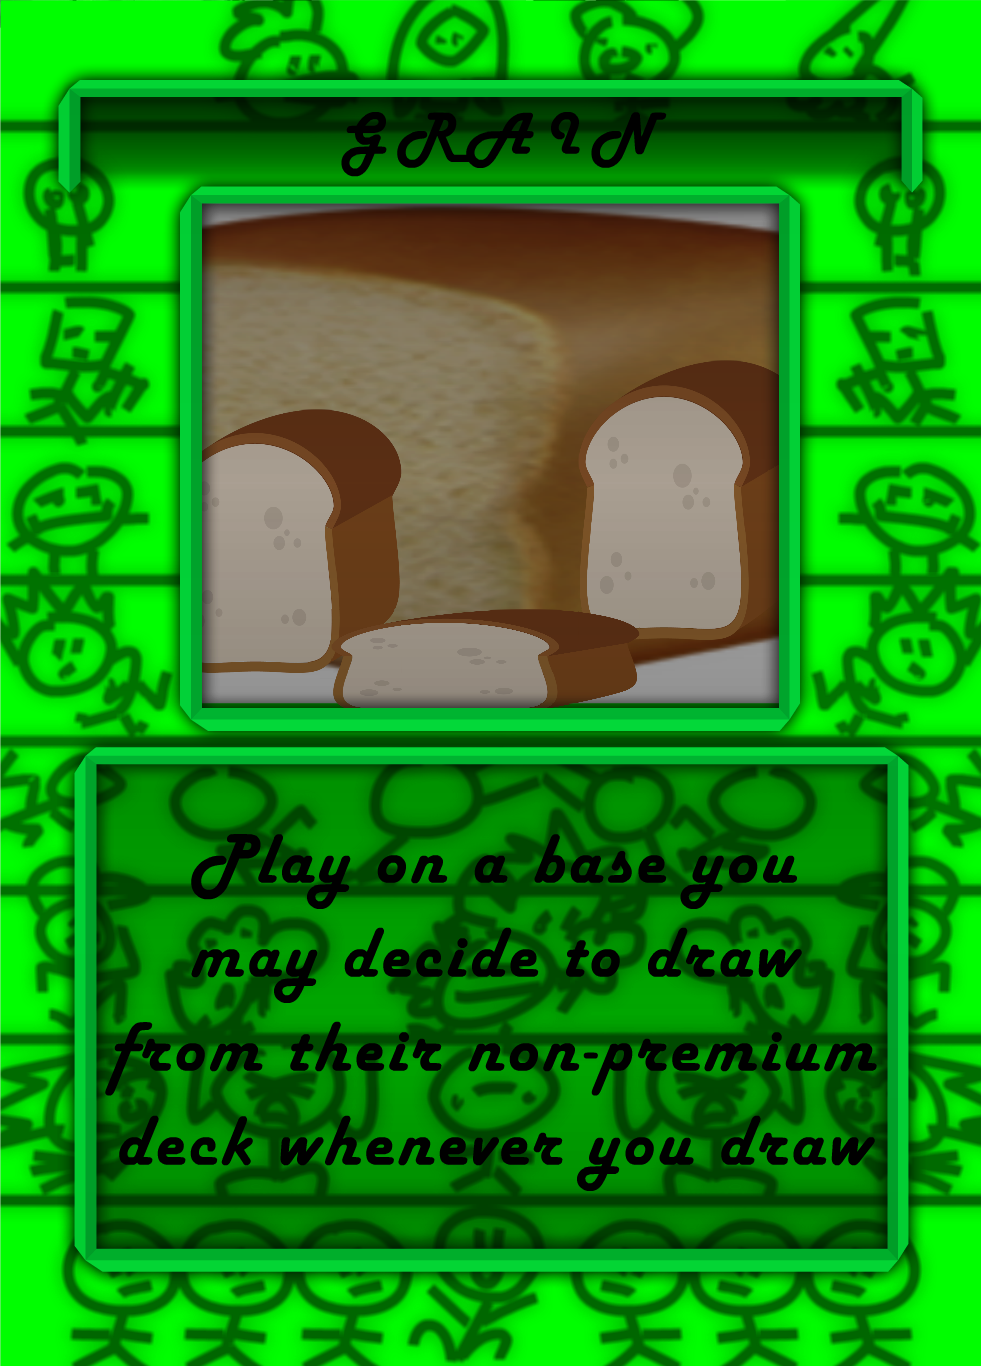 GRAIN
Play on a base you
may decide to draw
from their non-premium
deck whenever you draw